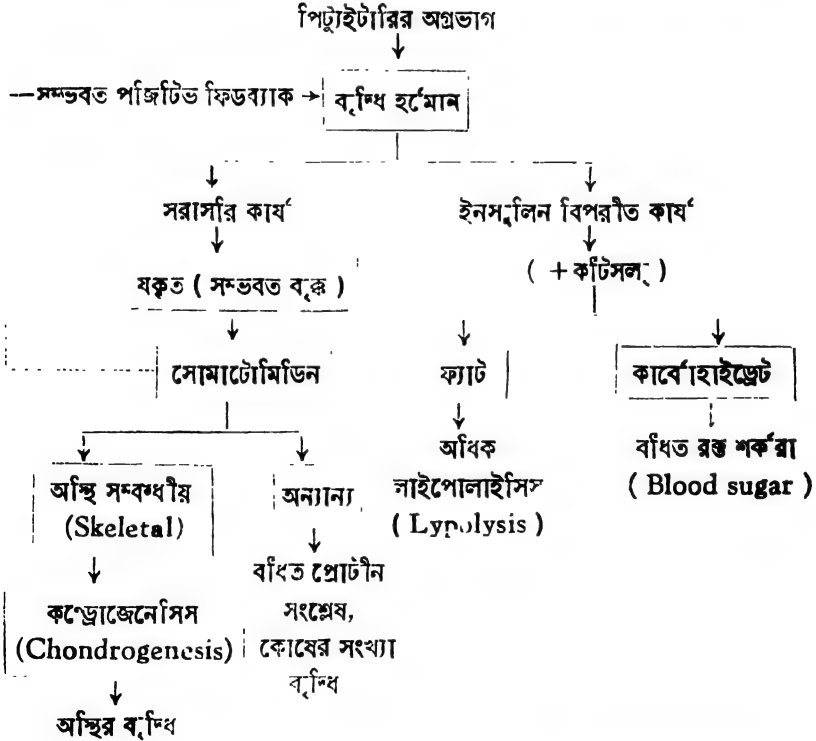 পিট্যুইটারির অগ্রভাগ
—সম্ভবত পজিটিভ ফিডব্যাক → বৃদ্ধি হর্মোন
সরাসরি কার্য ইনসুলিন বিপরীত কার্য
যকৃত ( সম্ভবত বৃক্ক ) ( + কর্টিসল্ )
সোমাটোমিডিন ফ্যাট কার্বোহাইড্রেট
অস্থি সম্বন্ধীয়
(Skeletal)
অন্যান্য
অধিক
লাইপোলাইসিস
( Lypolysis )
বর্ধিত রক্ত শর্করা
( Blood sugar )
কণ্ড্রোজেনেসিস
(Chondrogenesis)
বর্ধিত প্রোটীন
সংশ্লেষ,
কোষের সংখ্যা
বৃদ্ধি
অস্থির বৃদ্ধি